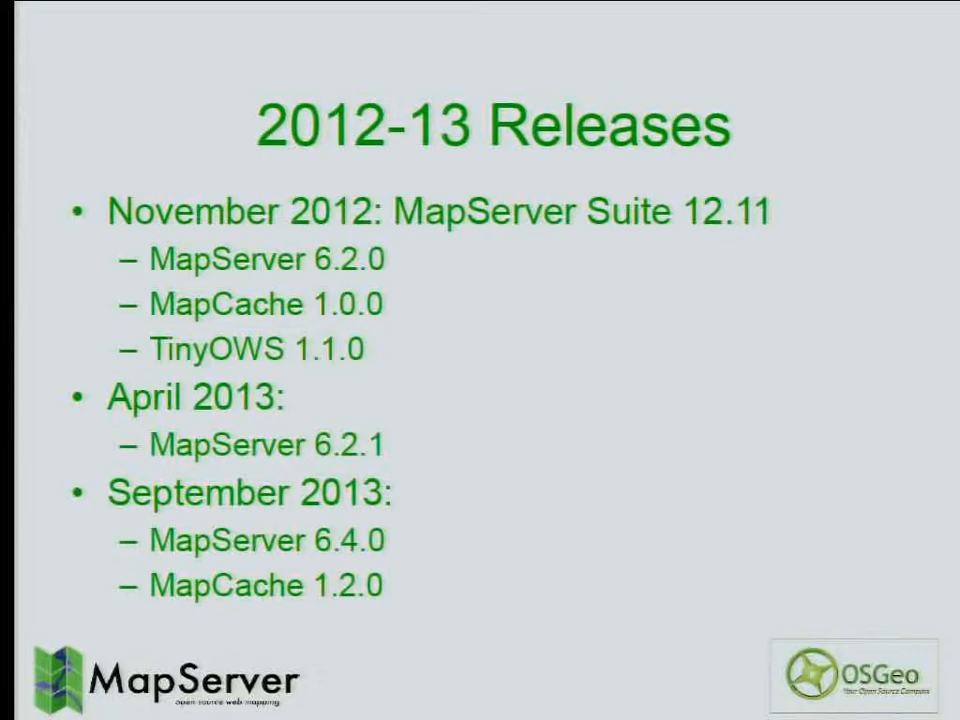 2012-13 Releases
• November 2012: MapServer Suite 12.11
– MapServer 6.2.0
– MapCache 1.0.0
– TinyOWS 1.1.0
• April 2013:
– MapServer 6.2.1
• September 2013:
– MapServer 6.4.0
– MapCache 1.2.0
MapServer
open source web mapping
OSGeo
Your Open Source Compass